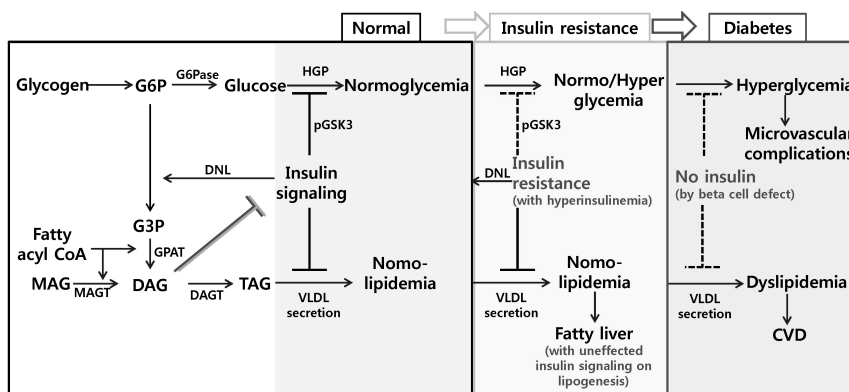 Normal
Insulin resistance
Diabetes
Glycogen
G6P
G6Pase
Glucose
HGP
Normoglycemia
HGP
Normo/Hyper
glycemia
Hyperglycemia
pGSK3
pGSK3
Microvascular
complications
DNL
Insulin
signaling
DNL
Insulin
resistance
(with hyperinsulinemia)
No insulin
(by beta cell defect)
G3P
Fatty
acyl CoA
GPAT
MAG
MAGT
DAG
DAGT
TAG
VLDL
secretion
Nomo-
lipidemia
VLDL
secretion
Nomo-
lipidemia
VLDL
secretion
Dyslipidemia
Fatty liver
(with uneffected
insulin signaling on
lipogenesis)
CVD